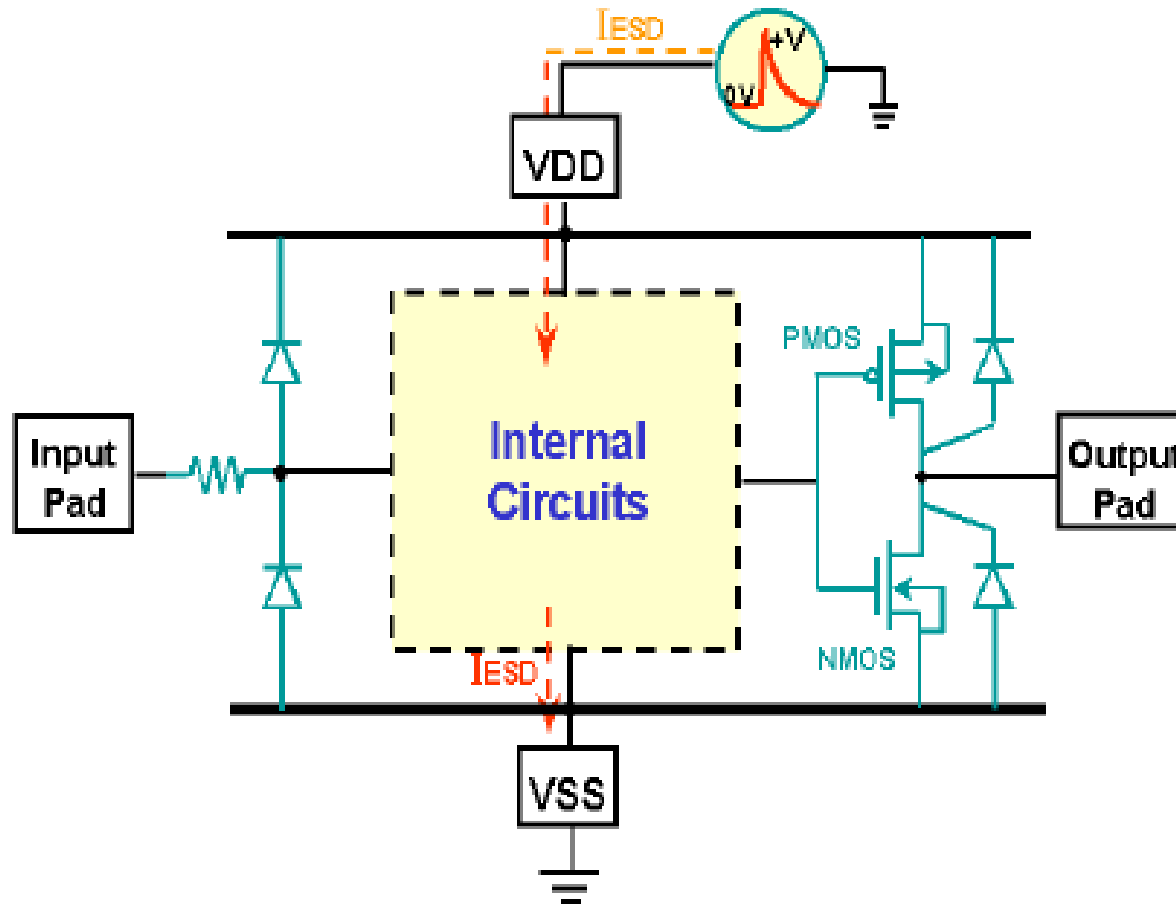 IESD
+V
0V
VDD
PMOS
Input
Pad
Internal
Circuits
Output
Pad
NMOS
IESD
VSS